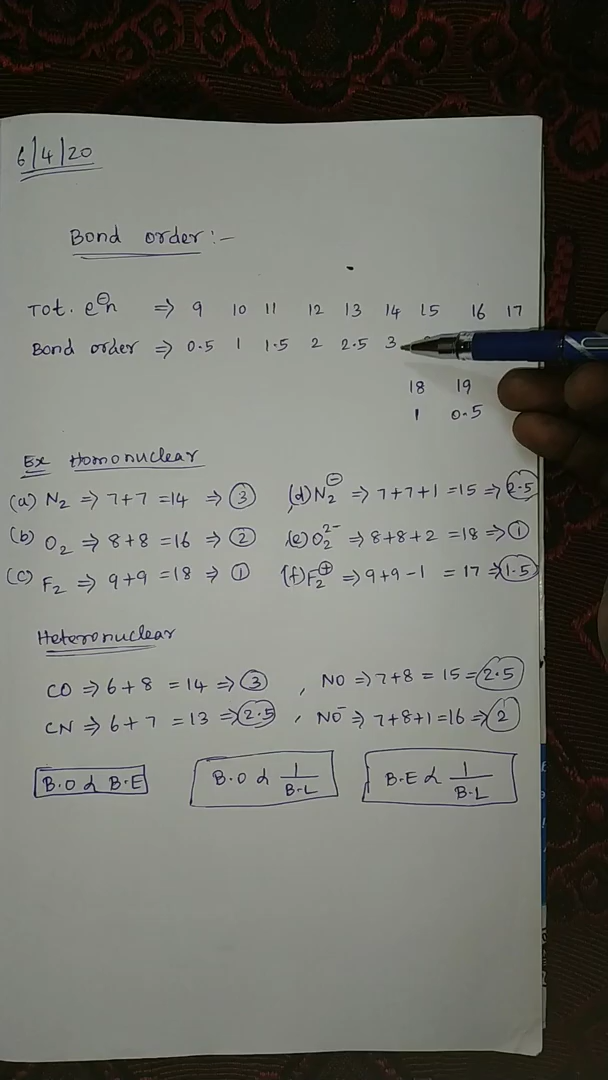 6/4/20
Bond order:-
Tot. e⊖n ⇒ 9 10 11 12 13 14 15 16 17
Bond order ⇒ 0.5 1 1.5 2 2.5 3
18 19
1 0.5
Ex Homonuclear
(a) N₂ ⇒ 7+7 =14 ⇒ 3 (d) N₂⊖ ⇒ 7+7+1 =15 ⇒ 2.5
(b) O₂ ⇒ 8+8 =16 ⇒ 2 (e) O₂²⁻ ⇒ 8+8+2 =18 ⇒ 1
(c) F₂ ⇒ 9+9 =18 ⇒ 1 (f) F₂⊕ ⇒ 9+9-1 = 17 ⇒ 1.5
Heteronuclear
CO ⇒ 6+8 =14 ⇒ 3 , NO ⇒ 7+8 = 15 = 2.5
CN ⇒ 6+7 =13 ⇒ 2.5 , NO⁻ ⇒ 7+8+1 =16 ⇒ 2
B.O α B.E B.O α 1/B.L B.E α 1/B.L